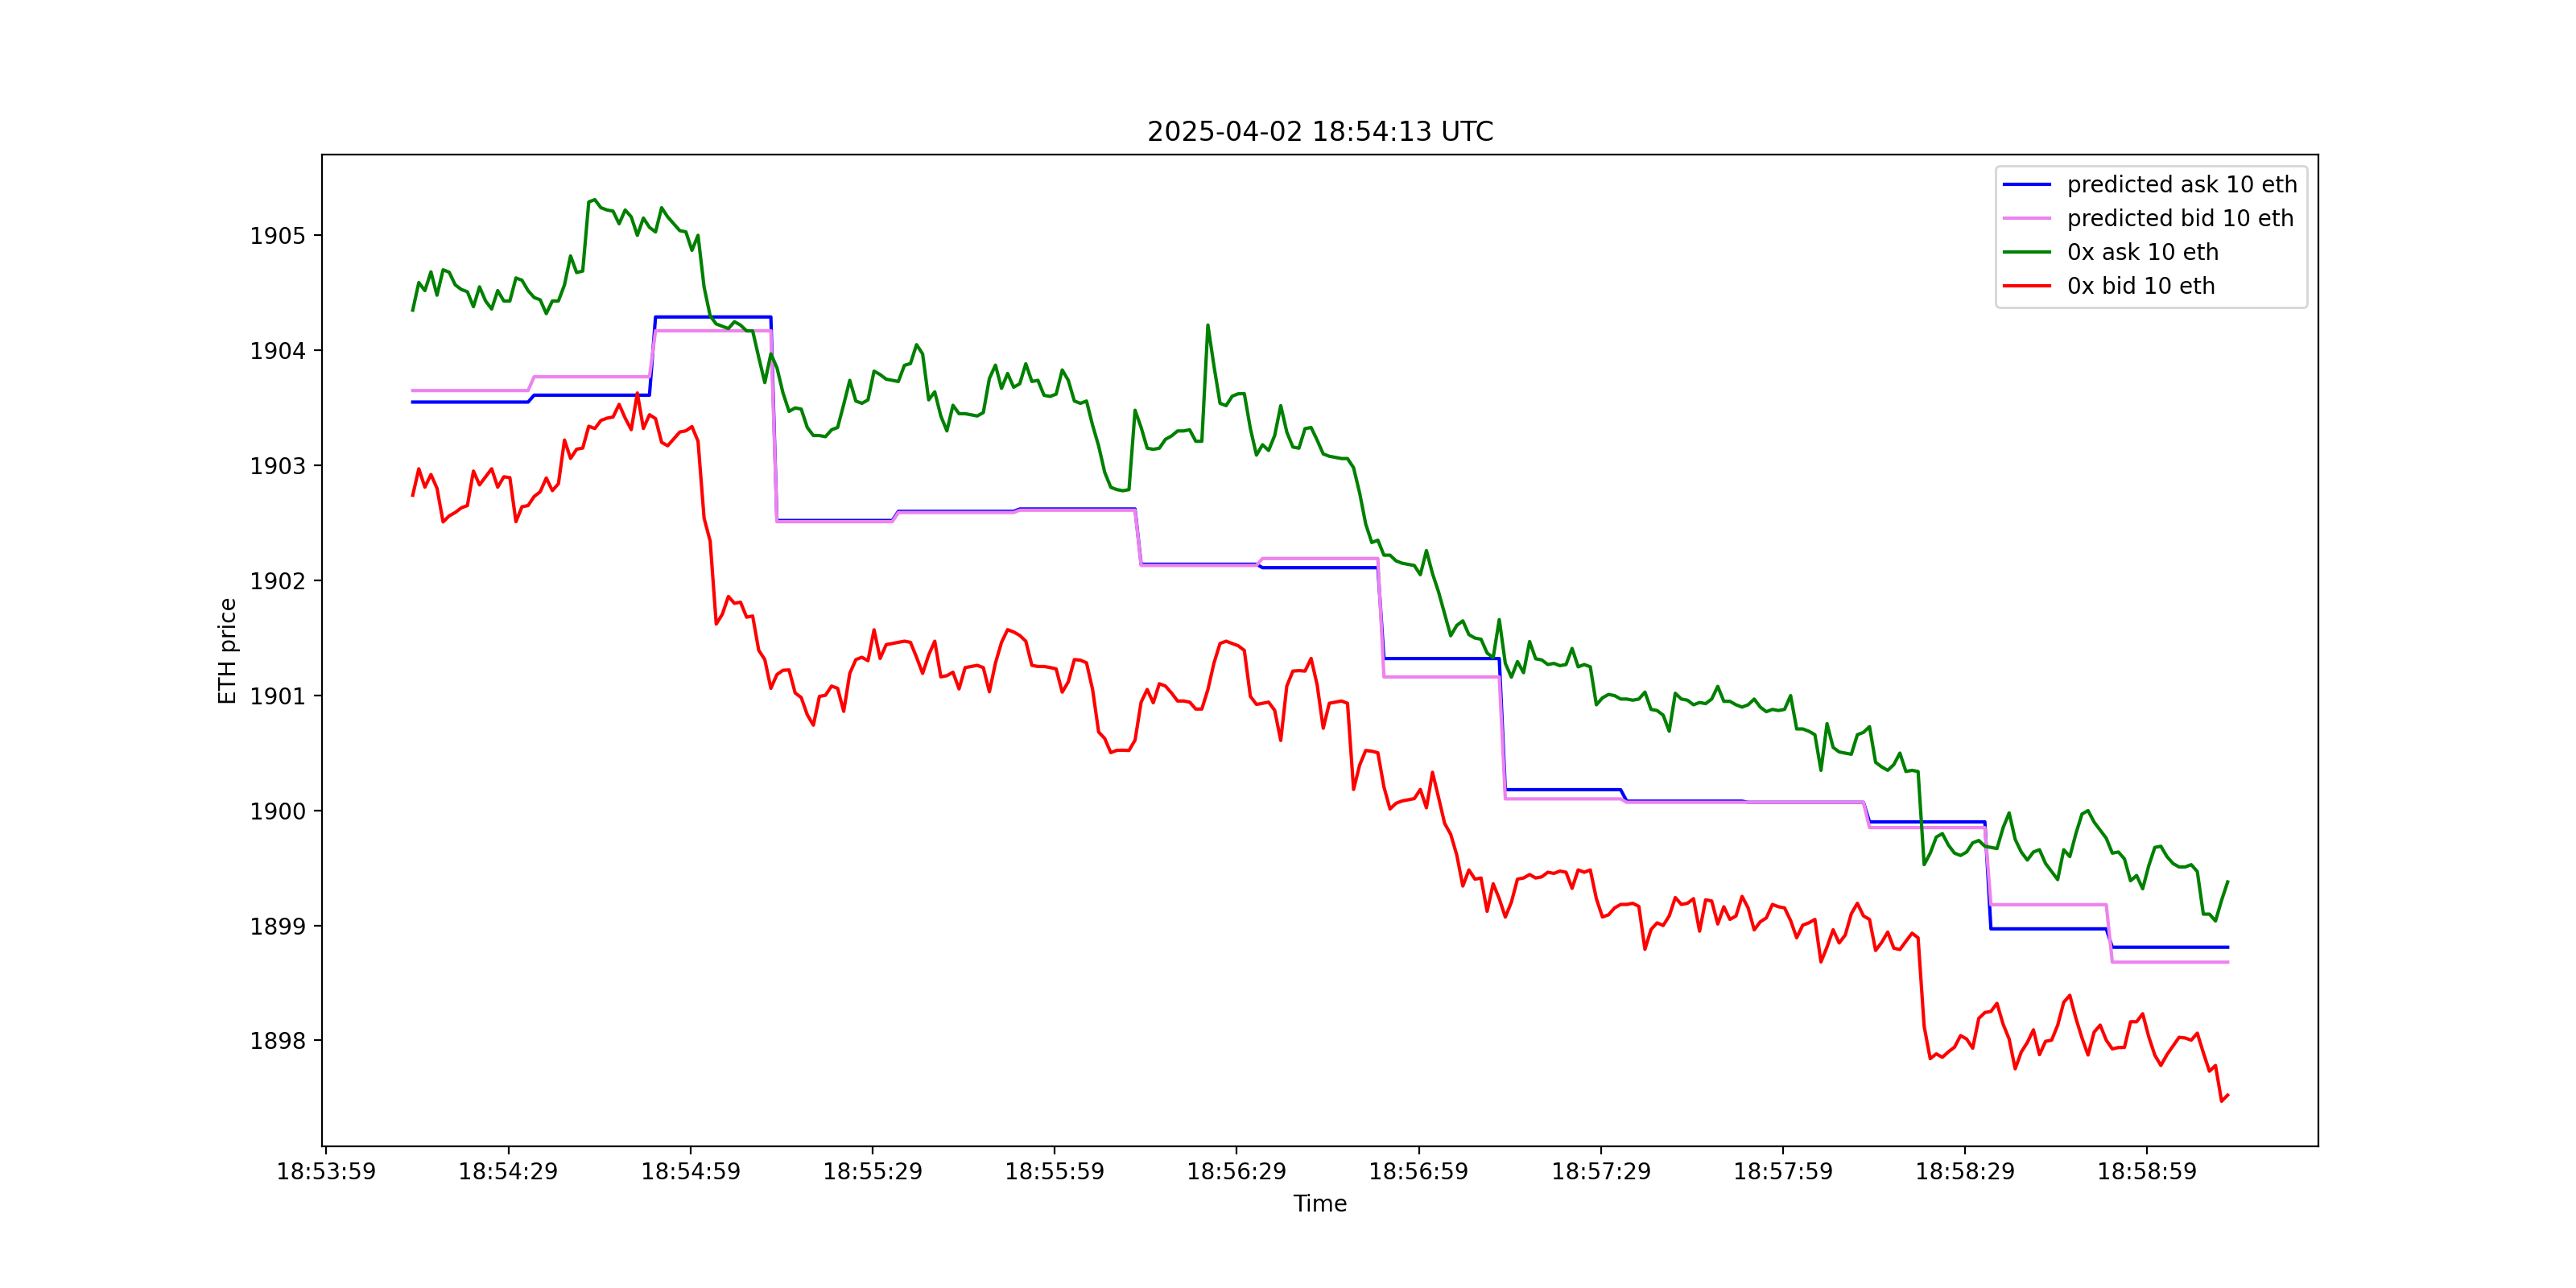 2025-04-02 18:54:13 UTC
predicted ask 10 eth
predicted bid 10 eth
0x ask 10 eth
0x bid 10 eth
ETH price
1905
1904
1903
1902
1901
1900
1899
1898
18:53:59 18:54:29 18:54:59 18:55:29 18:55:59 18:56:29 18:56:59 18:57:29 18:57:59 18:58:29 18:58:59
Time